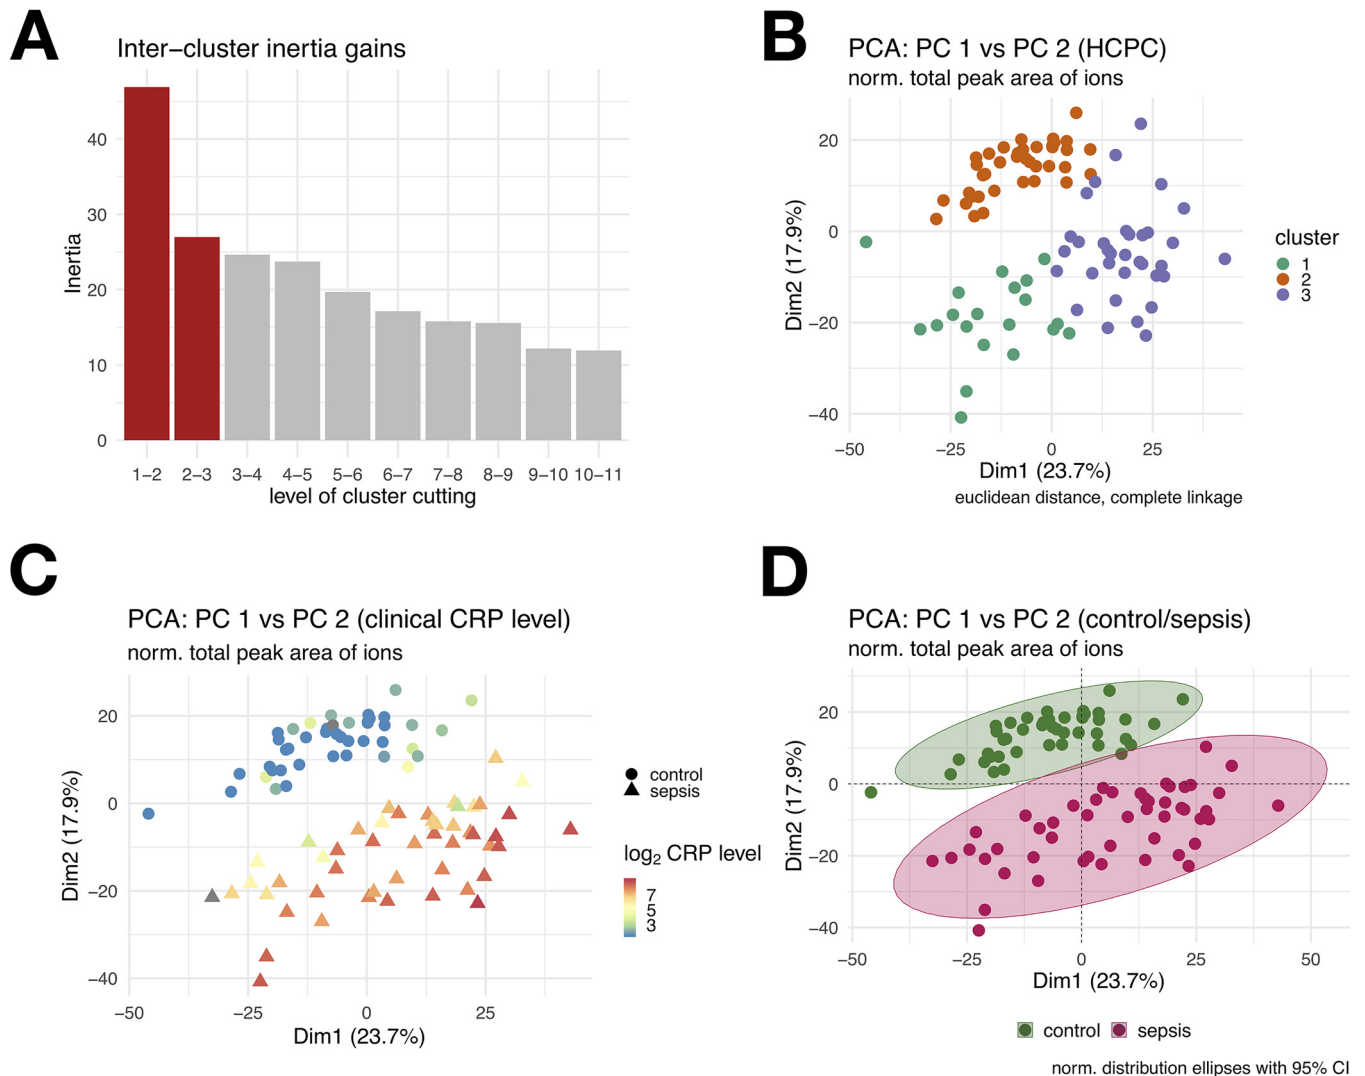 A
Inter−cluster inertia gains
Inertia
40
30
20
10
0
1−2 2−3 3−4 4−5 5−6 6−7 7−8 8−9 9−10 10−11
level of cluster cutting
B
PCA: PC 1 vs PC 2 (HCPC)
norm. total peak area of ions
Dim2 (17.9%)
20
0
−20
−40
−50 −25 0 25
Dim1 (23.7%)
euclidean distance, complete linkage
cluster
1
2
3
C
PCA: PC 1 vs PC 2 (clinical CRP level)
norm. total peak area of ions
Dim2 (17.9%)
20
0
−20
−40
−50 −25 0 25
Dim1 (23.7%)
control
sepsis
log2 CRP level
7
5
3
D
PCA: PC 1 vs PC 2 (control/sepsis)
norm. total peak area of ions
Dim2 (17.9%)
20
0
−20
−40
−50 −25 0 25 50
Dim1 (23.7%)
control sepsis
norm. distribution ellipses with 95% CI